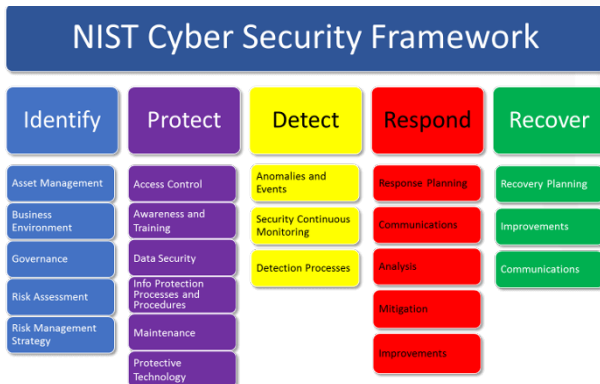 NIST Cyber Security Framework
Identify
Protect
Detect
Respond
Recover
Asset Management
Business
Environment
Governance
Risk Assessment
Risk Management
Strategy
Access Control
Awareness and
Training
Data Security
Info Protection
Processes and
Procedures
Maintenance
Protective
Technology
Anomalies and
Events
Security Continuous
Monitoring
Detection Processes
Response Planning
Communications
Analysis
Mitigation
Improvements
Recovery Planning
Improvements
Communications